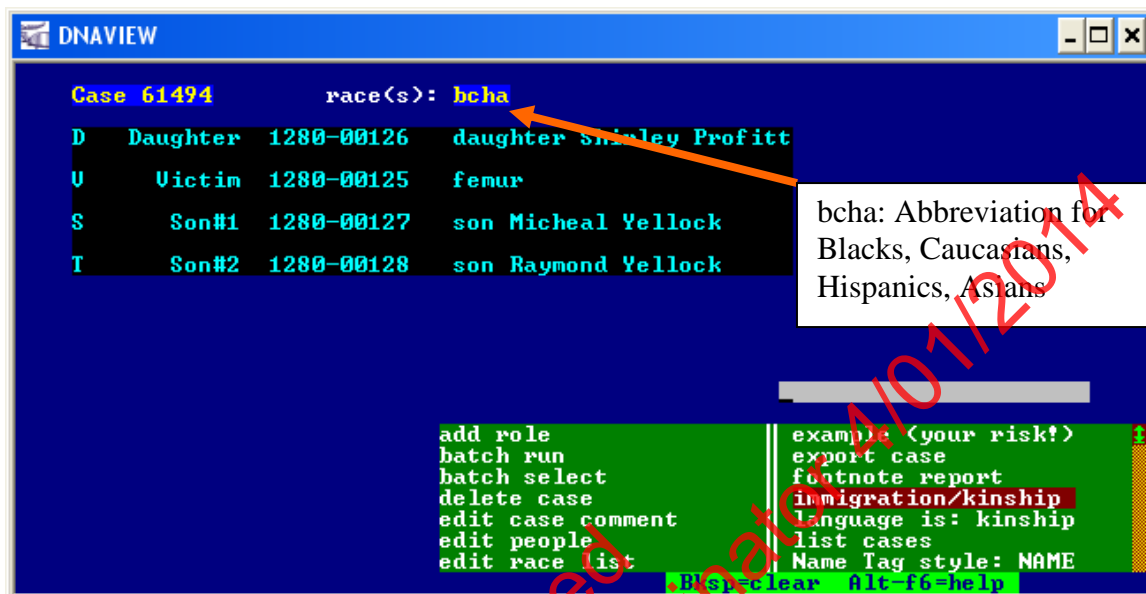 DNAVIEW
Case 61494 race(s): bcha
D Daughter 1280-00126 daughter Shirley Profitt
V Victim 1280-00125 femur
S Son#1 1280-00127 son Micheal Yellock
T Son#2 1280-00128 son Raymond Yellock
bcha: Abbreviation for
Blacks, Caucasians,
Hispanics, Asians
add role
batch run
batch select
delete case
edit case comment
edit people
edit race list
example (your risk!)
export case
footnote report
immigration/kinship
language is: kinship
list cases
Name Tag style: NAME
Bksp=clear Alt-f6=help
4/01/2014